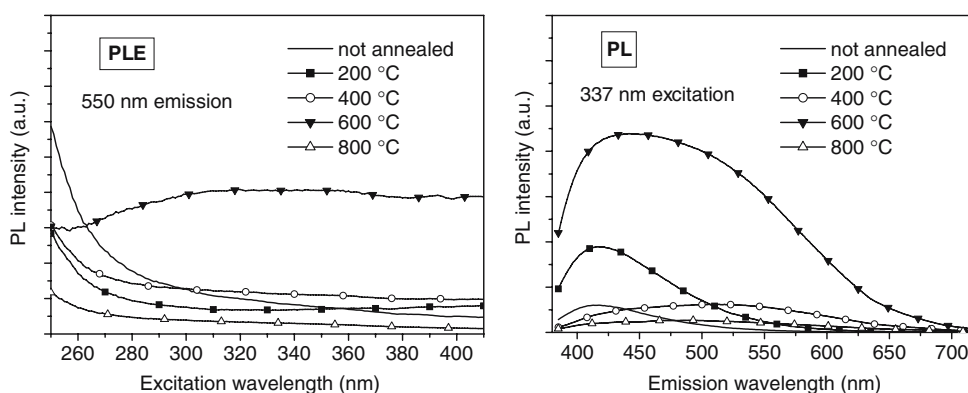 PLE
550 nm emission
not annealed
200 °C
400 °C
600 °C
800 °C
PL intensity (a.u.)
260 280 300 320 340 360 380 400
Excitation wavelength (nm)
PL
337 nm excitation
not annealed
200 °C
400 °C
600 °C
800 °C
PL intensity (a.u.)
400 450 500 550 600 650 700
Emission wavelength (nm)